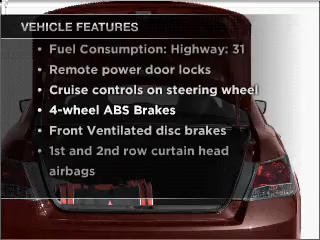 VEHICLE FEATURES
• Fuel Consumption: Highway: 31
• Remote power door locks
• Cruise controls on steering wheel
• 4-wheel ABS Brakes
• Front Ventilated disc brakes
• 1st and 2nd row curtain head
airbags